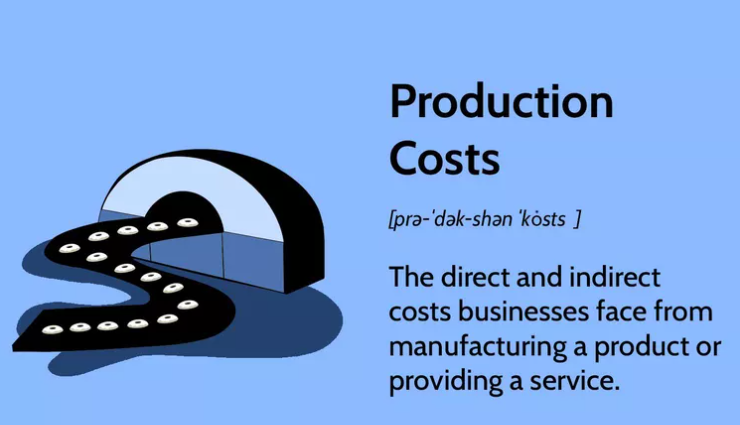 Production
Costs
[prə-ˈdək-shən ˈkȯsts ]
The direct and indirect
costs businesses face from
manufacturing a product or
providing a service.